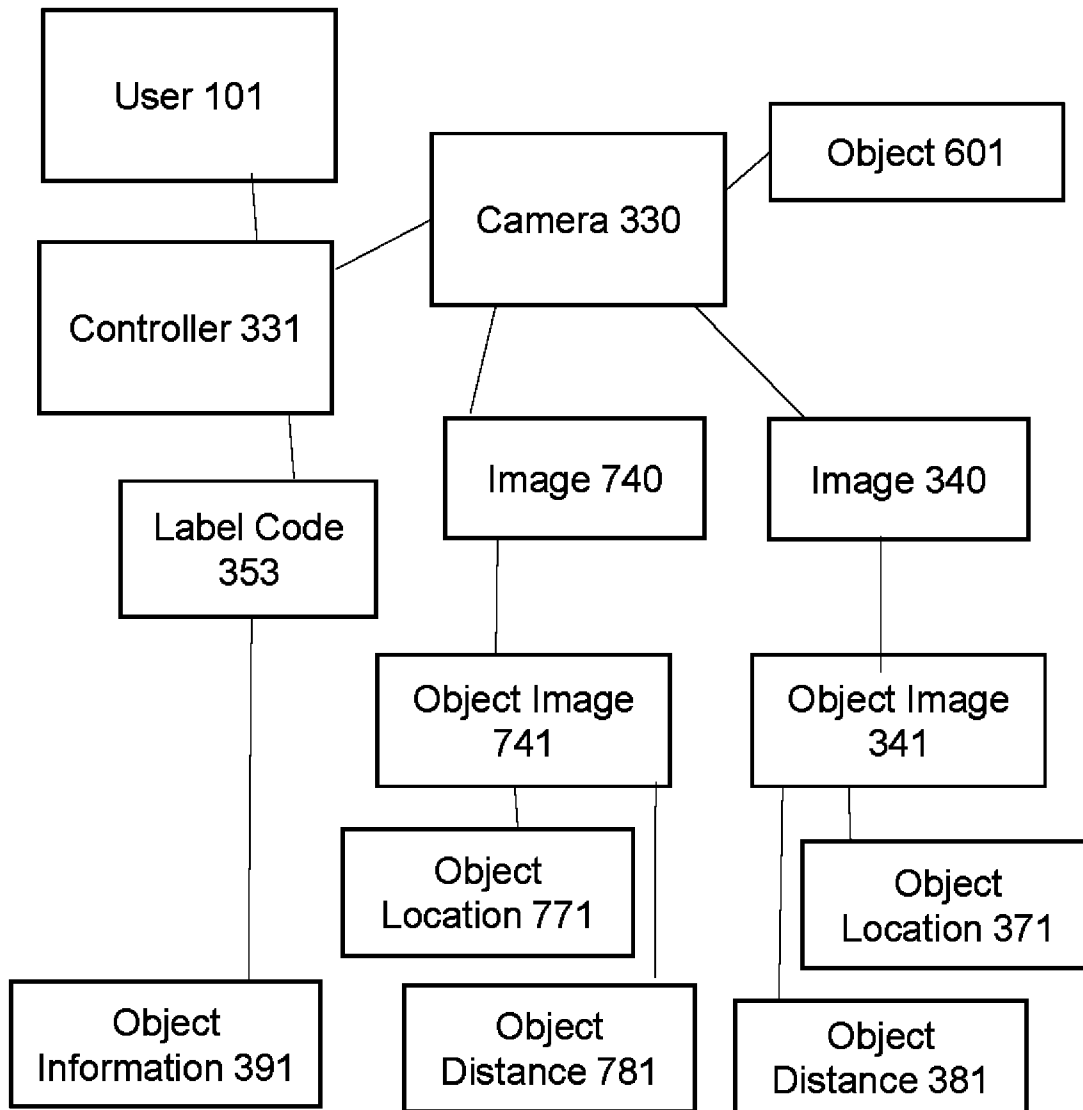 User 101
Object 601
Camera 330
Controller 331
Image 740
Image 340
Label Code
353
Object Image
741
Object Image
341
Object
Location 771
Object
Location 371
Object
Information 391
Object
Distance 781
Object
Distance 381